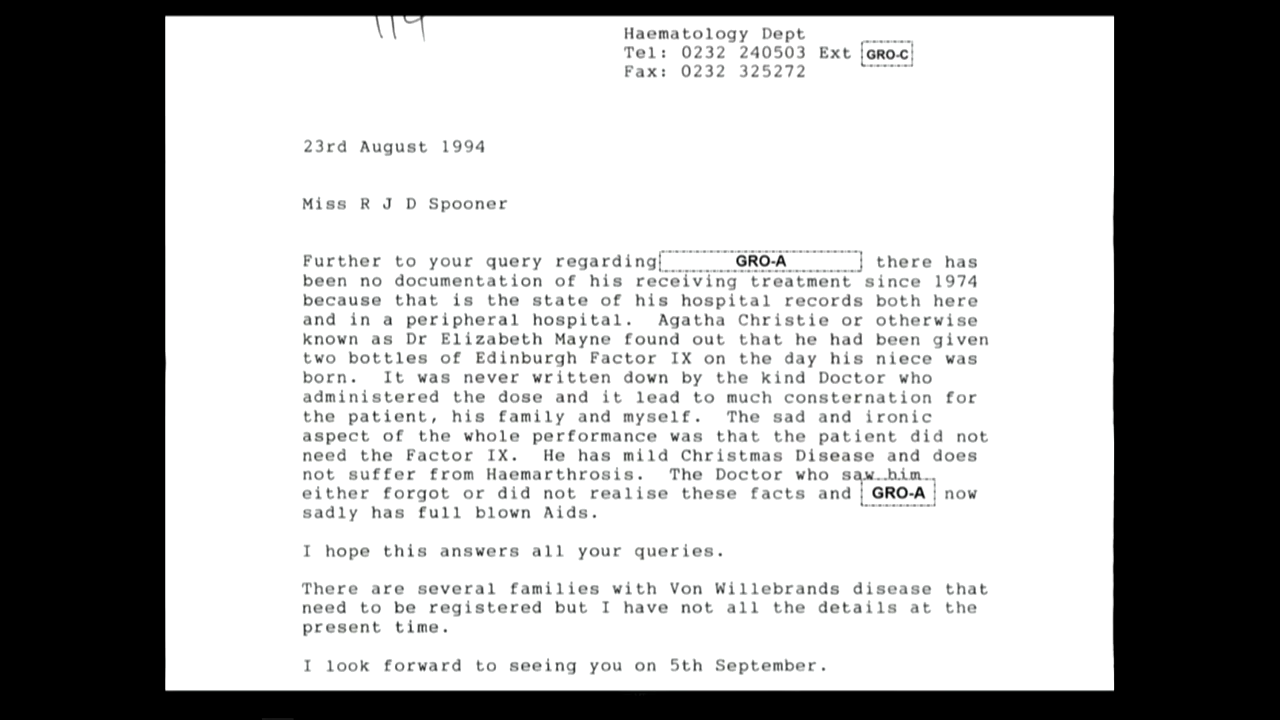 119
Haematology Dept
Tel: 0232 240503 Ext GRO-C
Fax: 0232 325272
23rd August 1994
Miss R J D Spooner
Further to your query regarding GRO-A there has
been no documentation of his receiving treatment since 1974
because that is the state of his hospital records both here
and in a peripheral hospital. Agatha Christie or otherwise
known as Dr Elizabeth Mayne found out that he had been given
two bottles of Edinburgh Factor IX on the day his niece was
born. It was never written down by the kind Doctor who
administered the dose and it lead to much consternation for
the patient, his family and myself. The sad and ironic
aspect of the whole performance was that the patient did not
need the Factor IX. He has mild Christmas Disease and does
not suffer from Haemarthrosis. The Doctor who saw him
either forgot or did not realise these facts and GRO-A now
sadly has full blown Aids.
I hope this answers all your queries.
There are several families with Von Willebrands disease that
need to be registered but I have not all the details at the
present time.
I look forward to seeing you on 5th September.